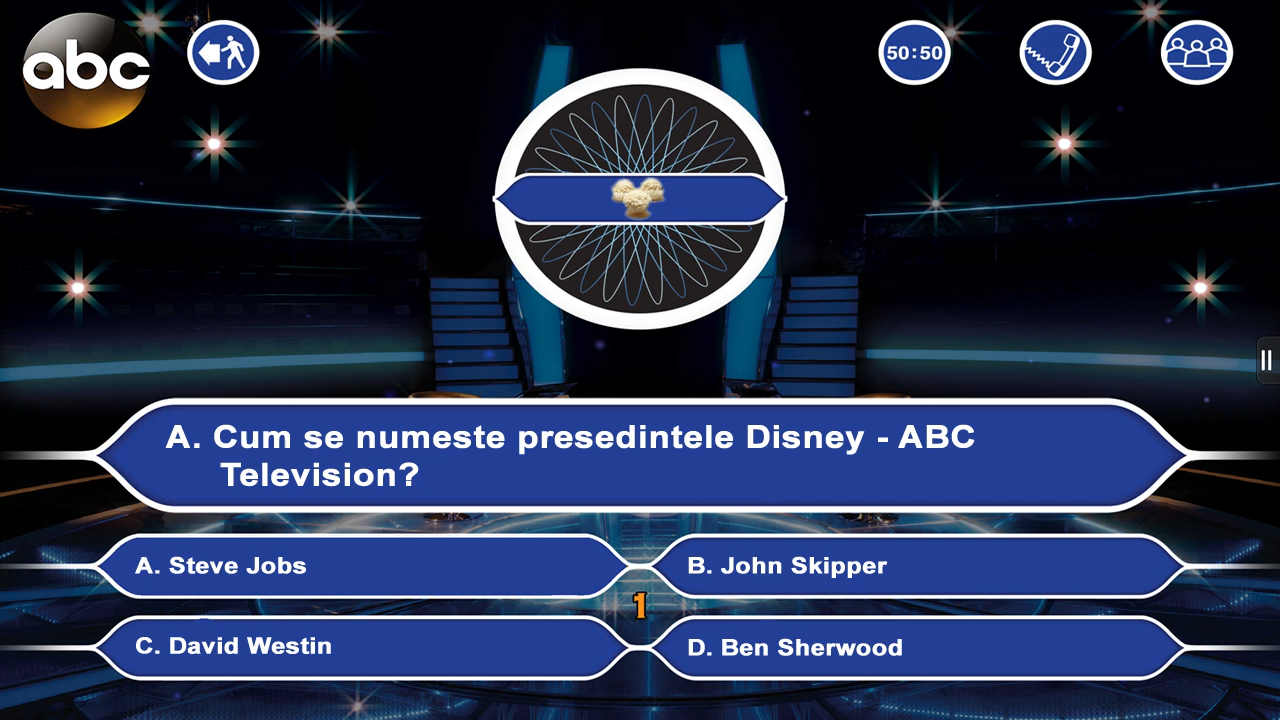 abc
50:50
A. Cum se numeste presedintele Disney - ABC
Television?
A. Steve Jobs
B. John Skipper
1
C. David Westin
D. Ben Sherwood